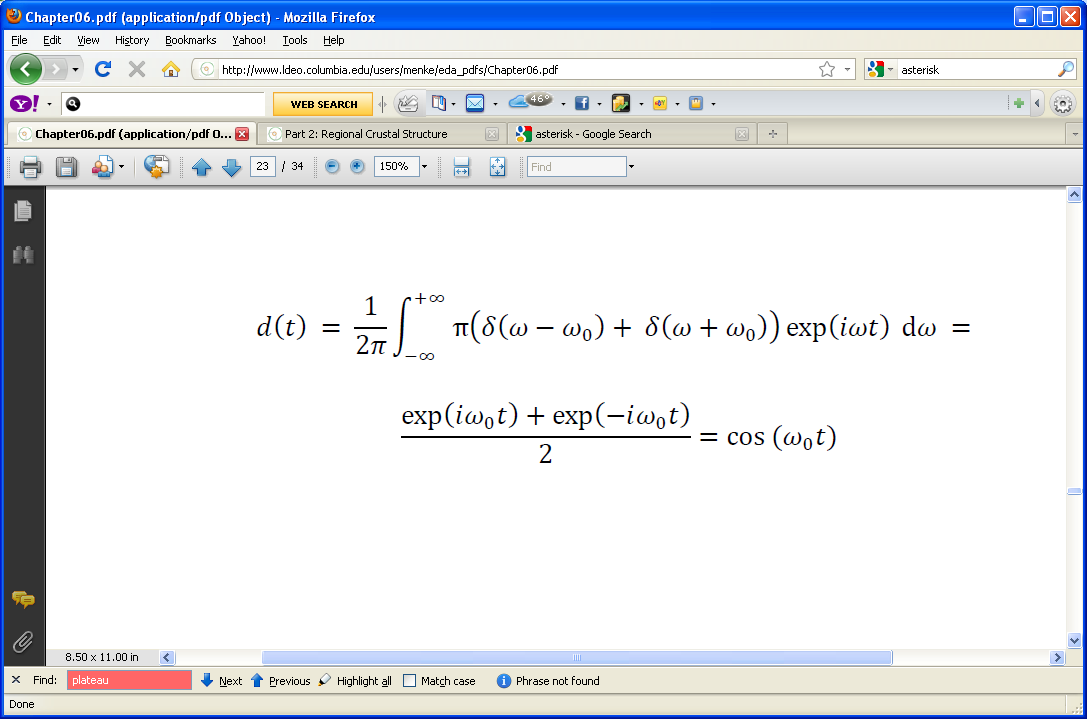 Chapter06.pdf (application/pdf Object) - Mozilla Firefox
File Edit View History Bookmarks Yahoo! Tools Help
http://www.ldeo.columbia.edu/users/menke/eda_pdfs/Chapter06.pdf asterisk
Y! WEB SEARCH 46°
Chapter06.pdf (application/pdf O... Part 2: Regional Crustal Structure asterisk - Google Search
23 / 34 150% Find
d(t) = 1/2π ∫_{−∞}^{+∞} π(δ(ω − ω₀) + δ(ω + ω₀)) exp(iωt) dω =
exp(iω₀t) + exp(−iω₀t)/2 = cos (ω₀t)
8.50 x 11.00 in
Find: plateau Next Previous Highlight all Match case Phrase not found
Done